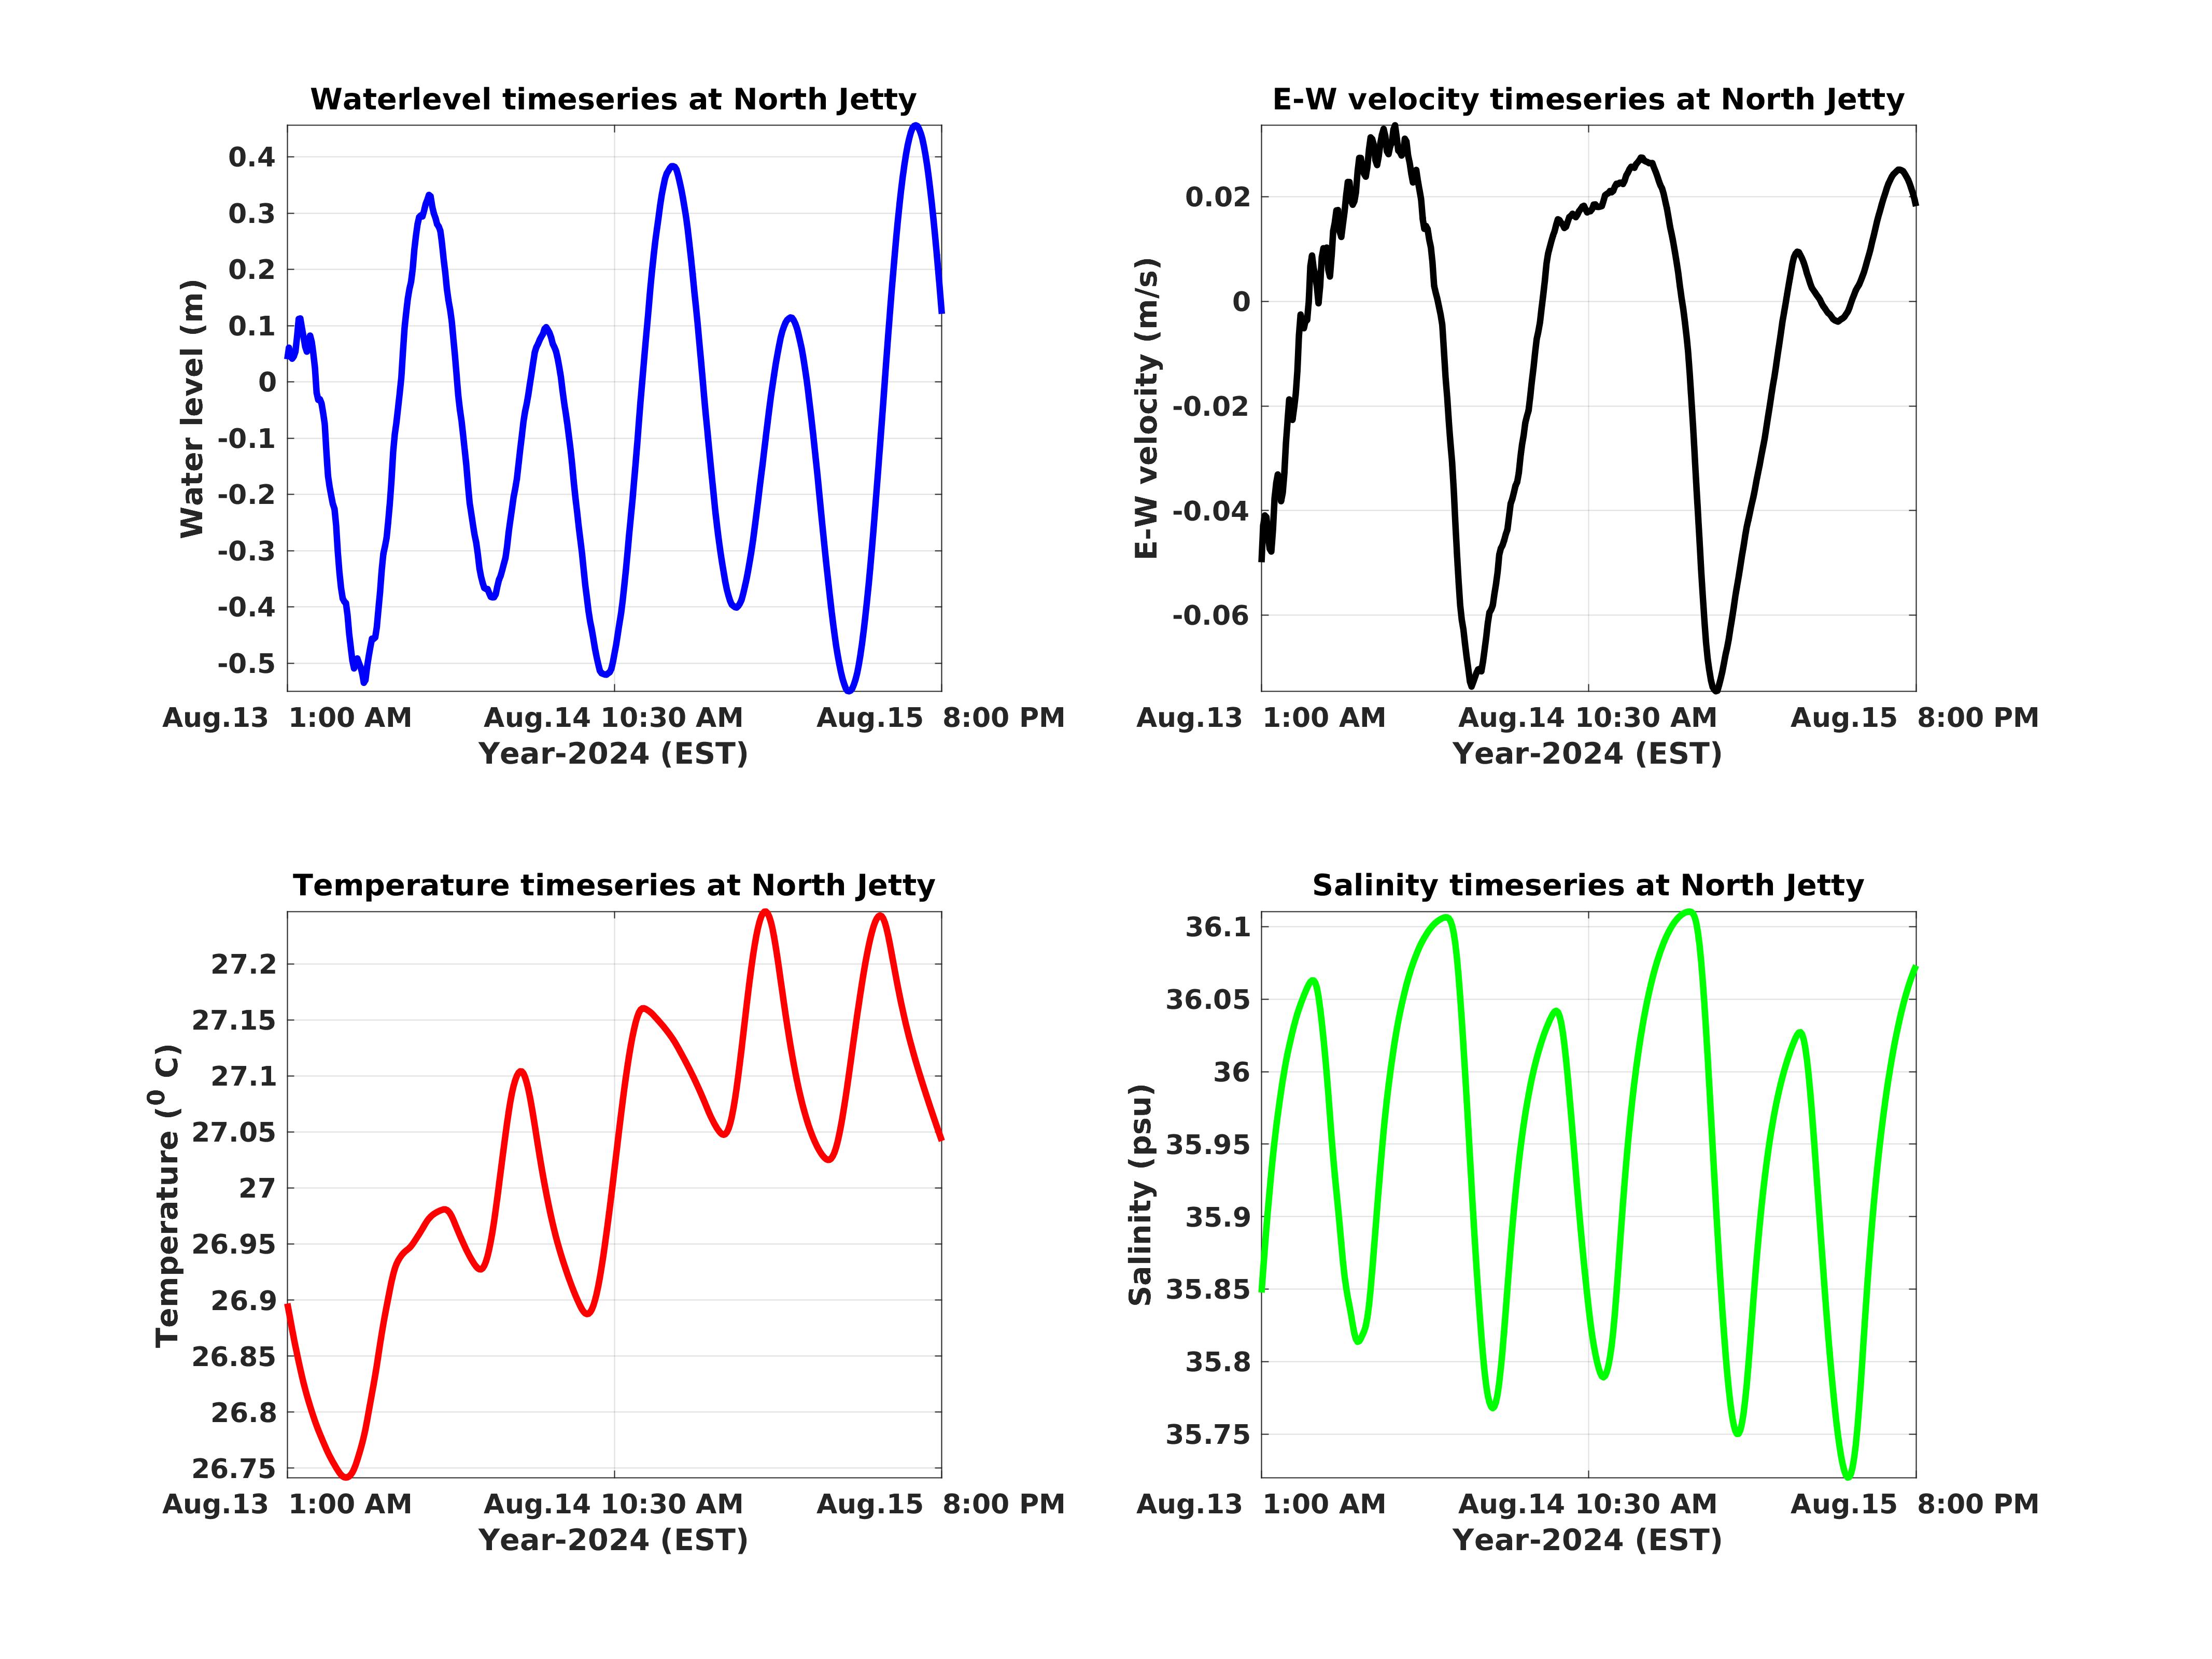 Waterlevel timeseries at North Jetty
Water level (m)
0.4
0.3
0.2
0.1
0
-0.1
-0.2
-0.3
-0.4
-0.5
Aug.13 1:00 AM Aug.14 10:30 AM Aug.15 8:00 PM
Year-2024 (EST)
E-W velocity timeseries at North Jetty
E-W velocity (m/s)
0.02
0
-0.02
-0.04
-0.06
Aug.13 1:00 AM Aug.14 10:30 AM Aug.15 8:00 PM
Year-2024 (EST)
Temperature timeseries at North Jetty
Temperature (⁰ C)
27.2
27.15
27.1
27.05
27
26.95
26.9
26.85
26.8
26.75
Aug.13 1:00 AM Aug.14 10:30 AM Aug.15 8:00 PM
Year-2024 (EST)
Salinity timeseries at North Jetty
Salinity (psu)
36.1
36.05
36
35.95
35.9
35.85
35.8
35.75
Aug.13 1:00 AM Aug.14 10:30 AM Aug.15 8:00 PM
Year-2024 (EST)